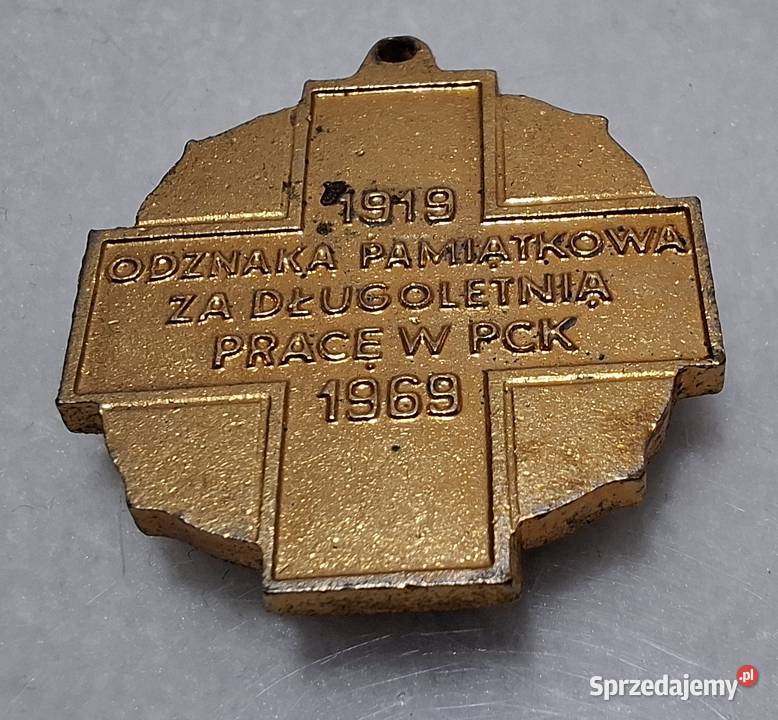 1919
ODZNAKA PAMIĄTKOWA
ZA DŁUGOLETNIĄ
PRACĘ W PCK
1969
Sprzedajemy.pl